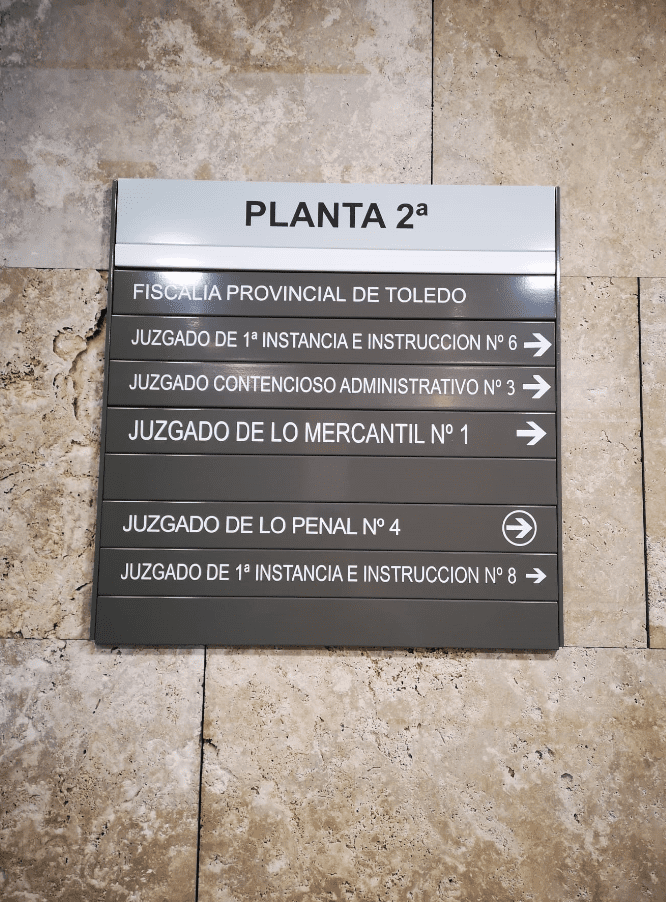 PLANTA 2ª
FISCALIA PROVINCIAL DE TOLEDO
JUZGADO DE 1ª INSTANCIA E INSTRUCCION Nº 6
JUZGADO CONTENCIOSO ADMINISTRATIVO Nº 3
JUZGADO DE LO MERCANTIL Nº 1
JUZGADO DE LO PENAL Nº 4
JUZGADO DE 1ª INSTANCIA E INSTRUCCION Nº 8